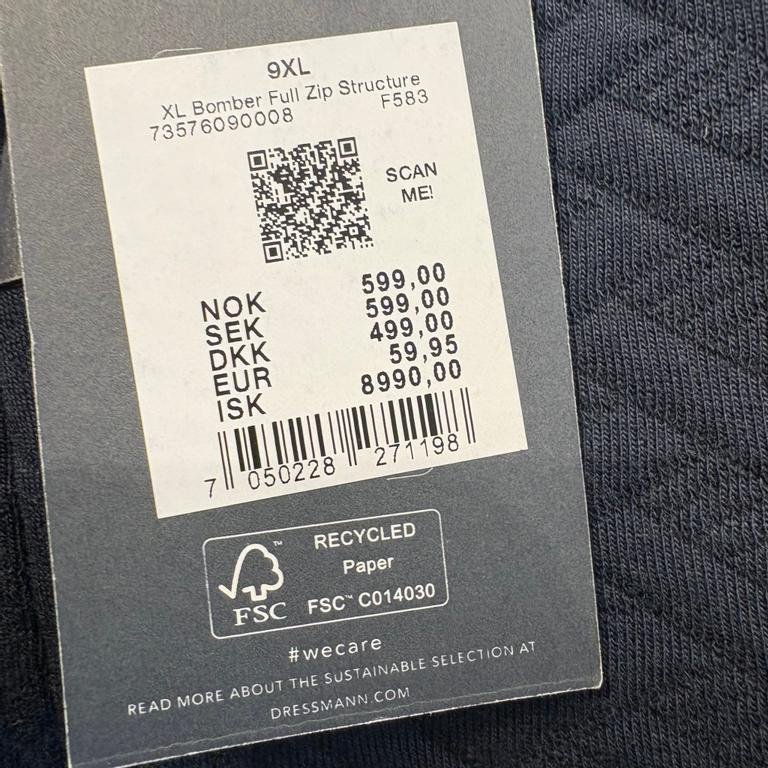 9XL
XL Bomber Full Zip Structure
73576090008 F583
SCAN
ME!
NOK 599,00
SEK 599,00
DKK 499,00
EUR 59,95
ISK 8990,00
7 050228 271198
RECYCLED
Paper
FSC™ C014030
™
FSC
#wecare
READ MORE ABOUT THE SUSTAINABLE SELECTION AT
DRESSMANN.COM